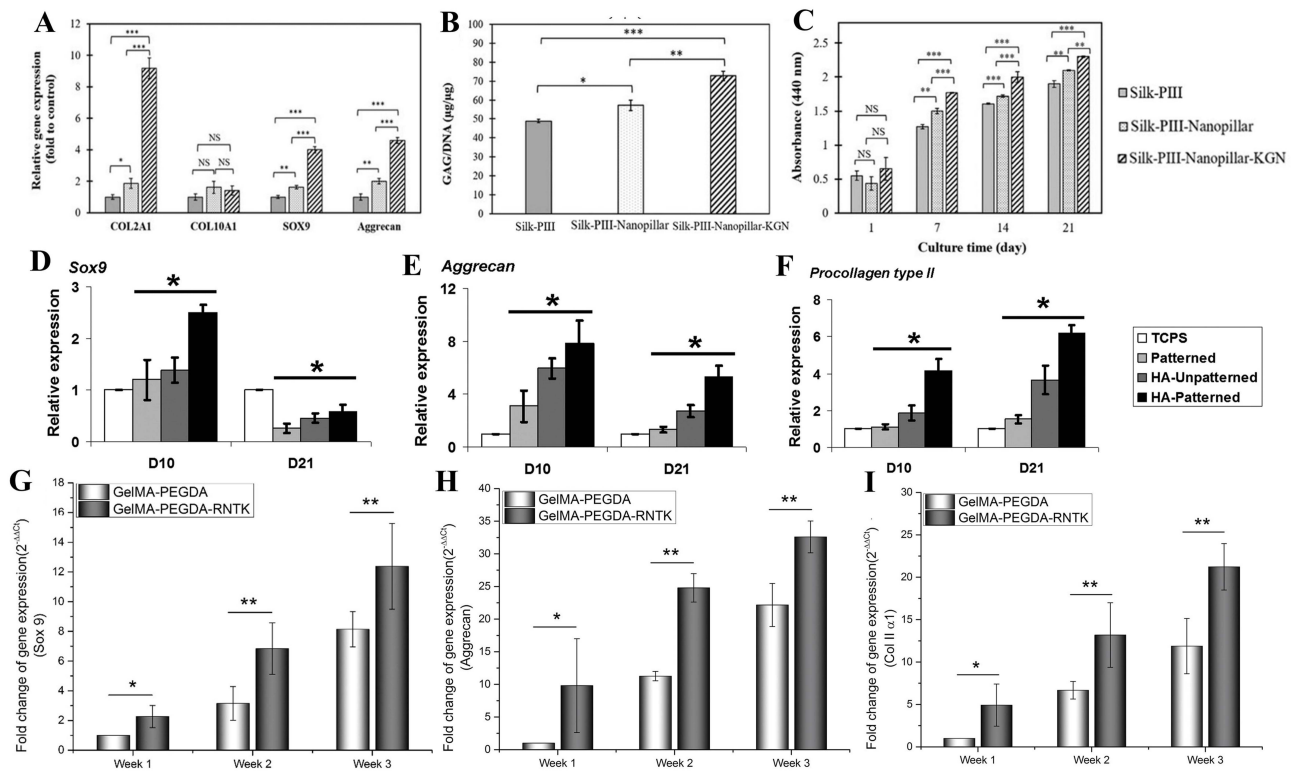 A
Relative gene expression
(fold to control)
12
10
8
6
4
2
0
***
***
*
NS
NS
NS
***
***
**
***
***
**
COL2A1
COL10A1
SOX9
Aggrecan
B
GAG/DNA (µg/µg)
100
90
80
70
60
50
40
30
20
10
0
***
**
*
Silk-PIII
Silk-PIII-Nanopillar
Silk-PIII-Nanopillar-KGN
C
Absorbance (440 nm)
2.5
2
1.5
1
0.5
0
NS
NS
NS
***
***
**
***
***
***
***
**
**
1
7
14
21
Culture time (day)
Silk-PIII
Silk-PIII-Nanopillar
Silk-PIII-Nanopillar-KGN
D
Sox9
Relative expression
3
2
1
0
*
*
D10
D21
E
Aggrecan
Relative expression
12
8
4
0
*
*
D10
D21
F
Procollagen type II
Relative expression
8
6
4
2
0
*
*
D10
D21
TCPS
Patterned
HA-Unpatterned
HA-Patterned
G
Fold change of gene expression(2-ΔΔCt)
(Sox 9)
18
16
14
12
10
8
6
4
2
0
GelMA-PEGDA
GelMA-PEGDA-RNTK
*
**
**
Week 1
Week 2
Week 3
H
Fold change of gene expression(2-ΔΔCt)
(Aggrecan)
40
35
30
25
20
15
10
5
0
GelMA-PEGDA
GelMA-PEGDA-RNTK
*
**
**
Week 1
Week 2
Week 3
I
Fold change of gene expression(2-ΔΔCt)
(Col II α1)
30
25
20
15
10
5
0
GelMA-PEGDA
GelMA-PEGDA-RNTK
*
**
**
Week 1
Week 2
Week 3